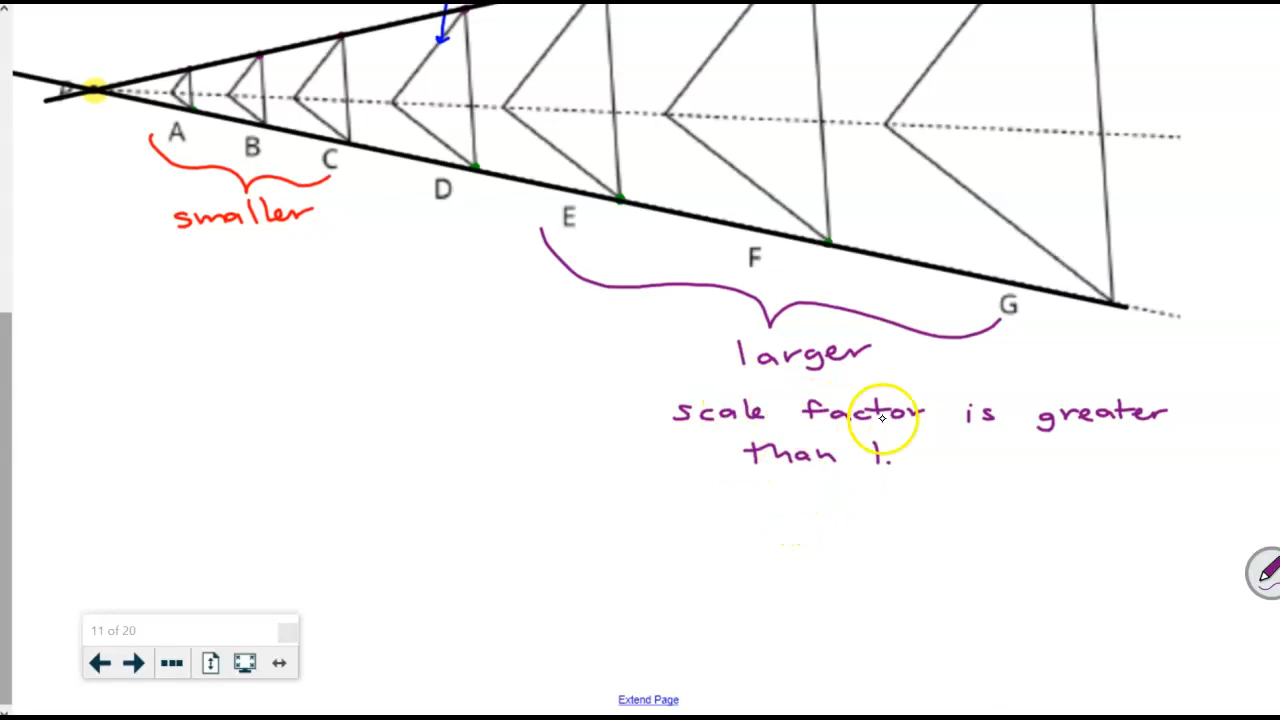 A
B
C
D
E
F
G
smaller
larger
scale factor is greater
than 1.
11 of 20
Extend Page